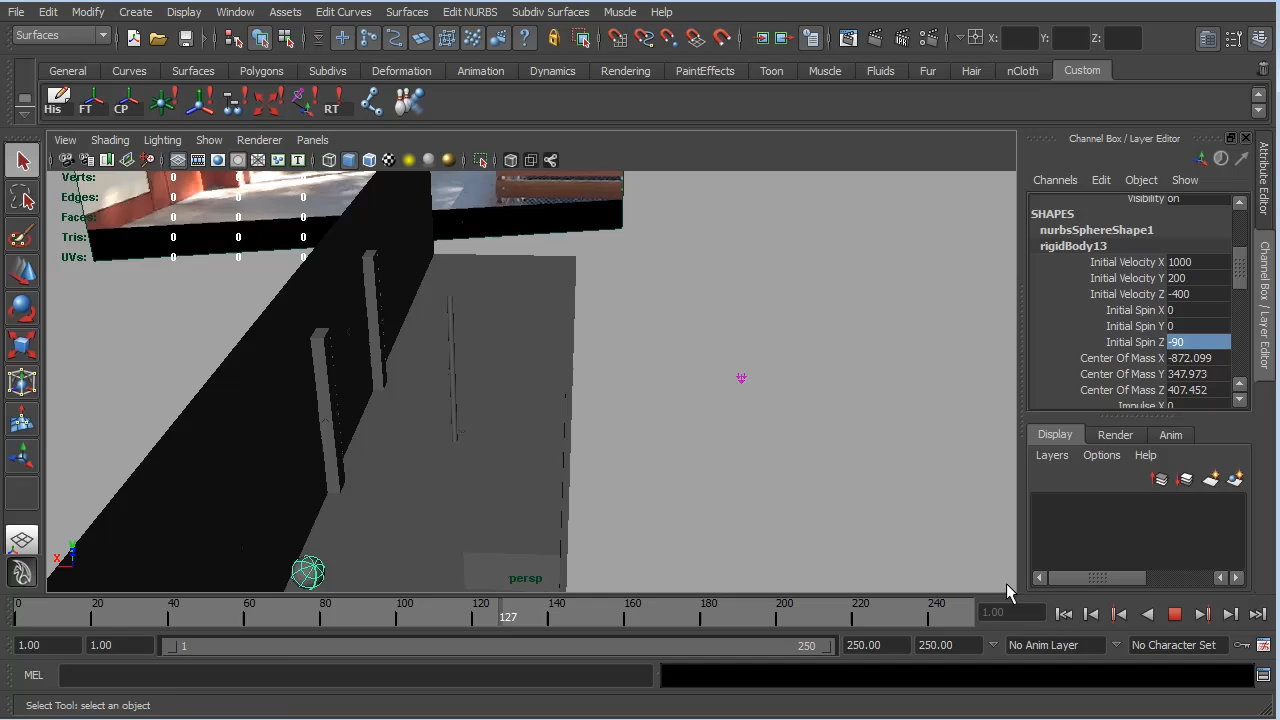 File Edit Modify Create Display Window Assets Edit Curves Surfaces Edit NURBS Subdiv Surfaces Muscle Help
Surfaces X: Y: Z:
General Curves Surfaces Polygons Subdivs Deformation Animation Dynamics Rendering PaintEffects Toon Muscle Fluids Fur Hair nCloth Custom
His FT CP RT
View Shading Lighting Show Renderer Panels
Verts: 0 0 0
Edges: 0 0 0
Faces: 0 0 0
Tris: 0 0 0
UVs: 0 0 0
persp
Channel Box / Layer Editor
Channels Edit Object Show
Visibility on
SHAPES
nurbsSphereShape1
rigidBody13
Initial Velocity X 1000
Initial Velocity Y 200
Initial Velocity Z -400
Initial Spin X 0
Initial Spin Y 0
Initial Spin Z -90
Center Of Mass X -872.099
Center Of Mass Y 347.973
Center Of Mass Z 407.452
Impulse X 0
Attribute Editor
Channel Box / Layer Editor
Display Render Anim
Layers Options Help
0 20 40 60 80 100 120 140 160 180 200 220 240
127
1.00
1.00 1.00 1 250 250.00 250.00 No Anim Layer No Character Set
MEL
Select Tool: select an object